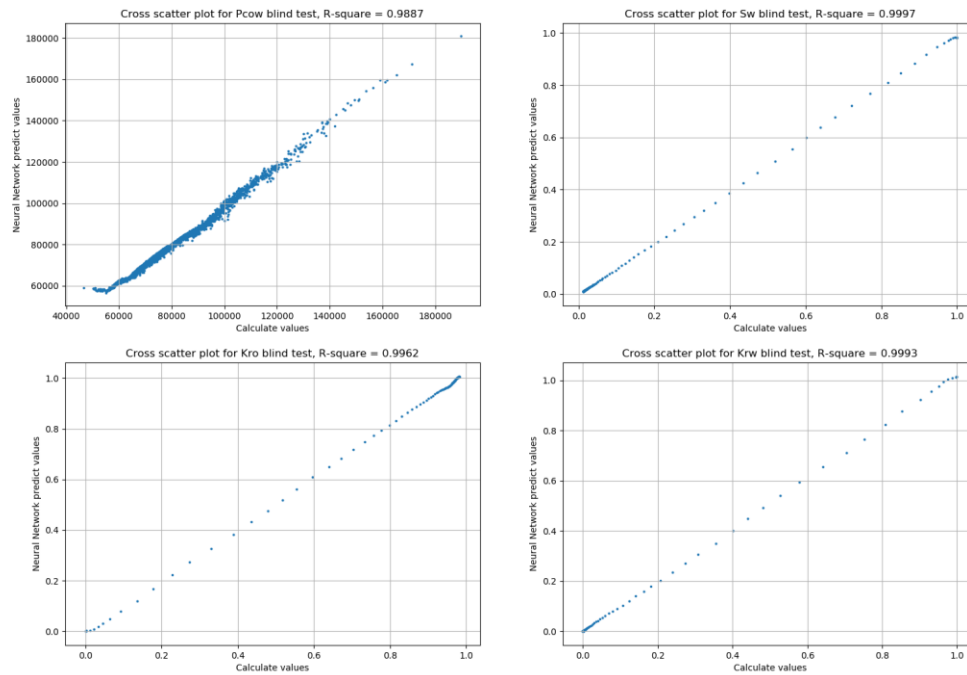 Cross scatter plot for Pcow blind test, R-square = 0.9887
180000
160000
140000
120000
100000
80000
60000
Neural Network predict values
40000 60000 80000 100000 120000 140000 160000 180000
Calculate values
Cross scatter plot for Sw blind test, R-square = 0.9997
1.0
0.8
0.6
0.4
0.2
0.0
Neural Network predict values
0.0 0.2 0.4 0.6 0.8 1.0
Calculate values
Cross scatter plot for Kro blind test, R-square = 0.9962
1.0
0.8
0.6
0.4
0.2
0.0
Neural Network predict values
0.0 0.2 0.4 0.6 0.8 1.0
Calculate values
Cross scatter plot for Krw blind test, R-square = 0.9993
1.0
0.8
0.6
0.4
0.2
0.0
Neural Network predict values
0.0 0.2 0.4 0.6 0.8 1.0
Calculate values